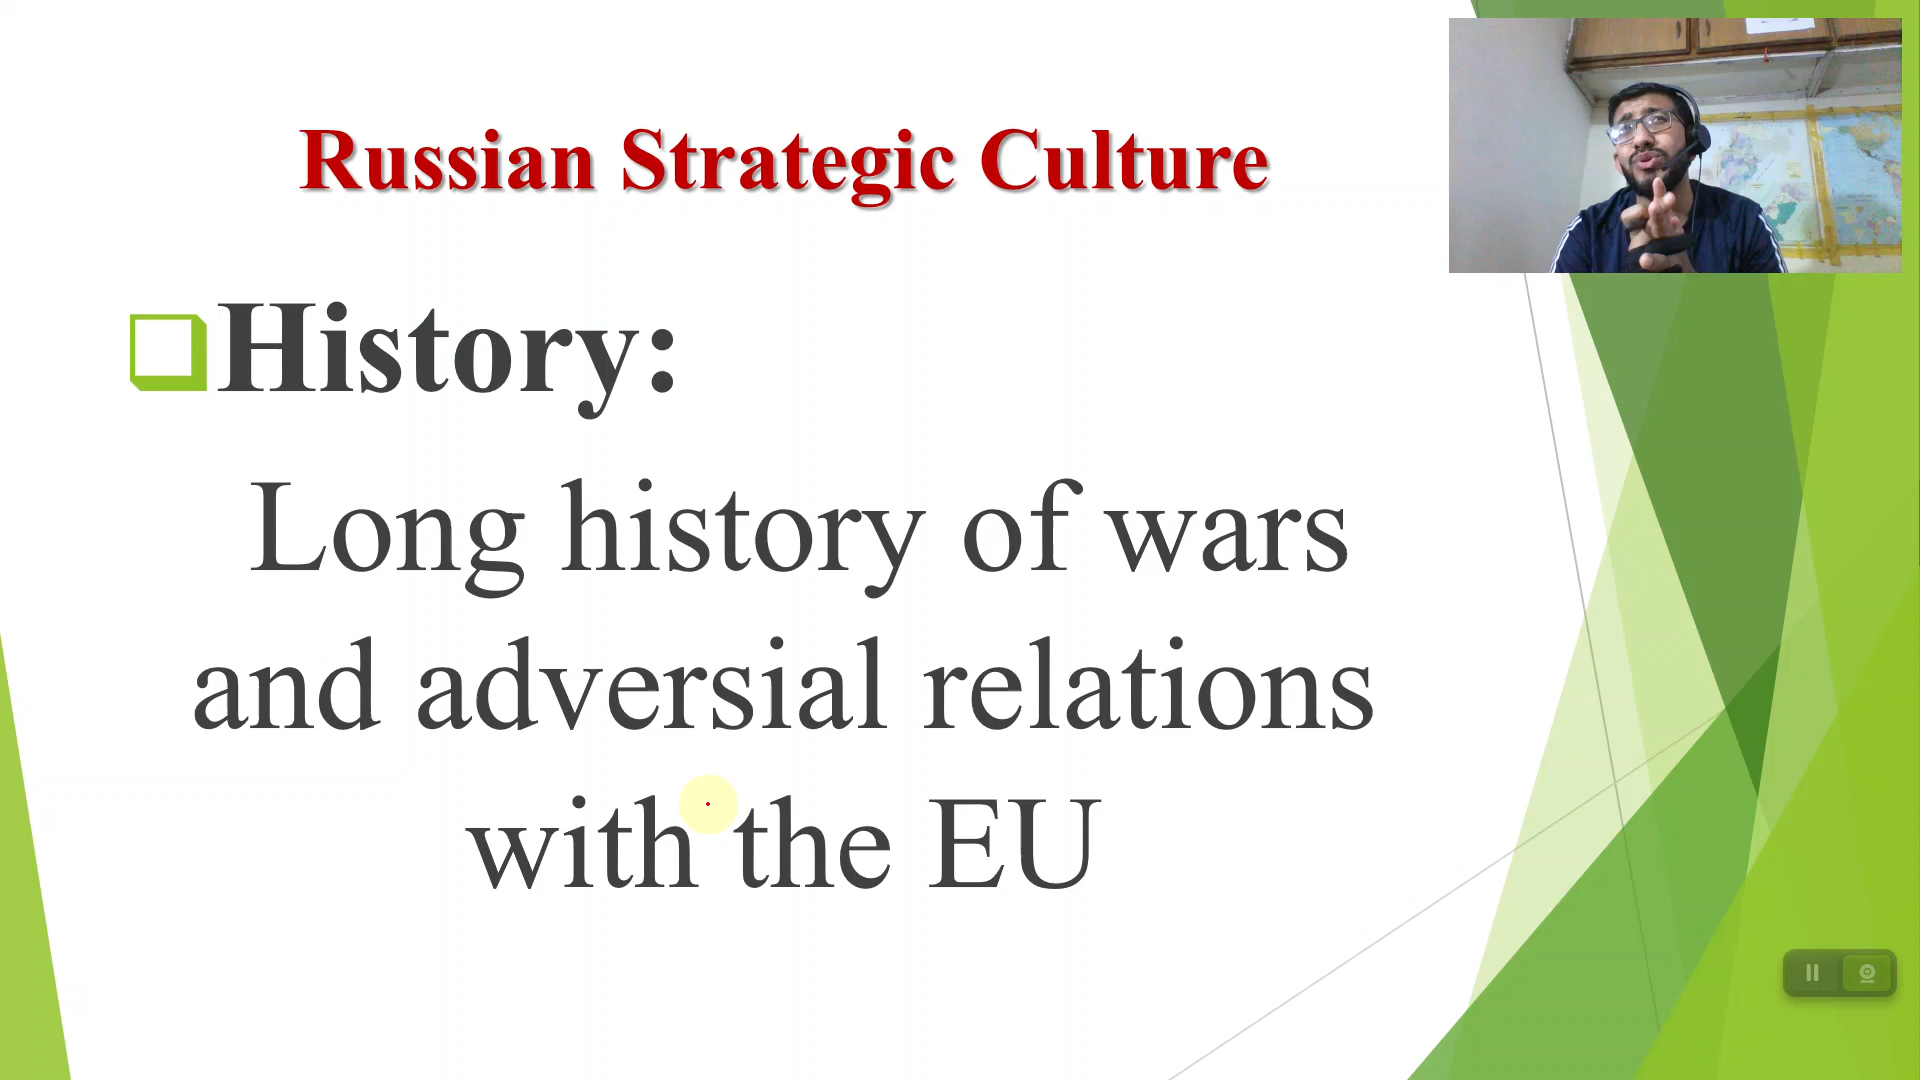 Russian Strategic Culture
History:
Long history of wars
and adversial relations
with the EU